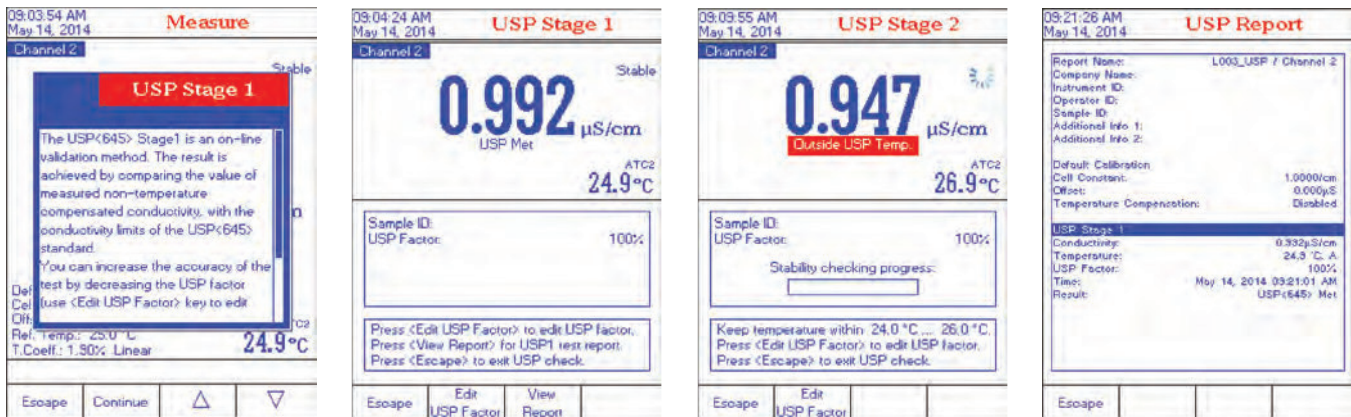 09:03:54 AM
May 14, 2014
Measure
Channel 2
Stable
USP Stage 1
The USP<645> Stage1 is an on-line
validation method. The result is
achieved by comparing the value of
measured non-temperature
compensated conductivity, with the
conductivity limits of the USP<645>
standard.
You can increase the accuracy of the
test by decreasing the USP factor
(use <Edit USP Factor> key to edit
Ref. Temp.: 25.0 °C
T.Coeff.: 1.90% Linear
24.9°C
Escape
Continue
09:04:24 AM
May 14, 2014
USP Stage 1
Channel 2
Stable
0.992 µS/cm
USP Met
ATC2
24.9°C
Sample ID:
USP Factor: 100%
Press <Edit USP Factor> to edit USP factor.
Press <View Report> for USP1 test report.
Press <Escape> to exit USP check.
Escape
Edit
USP Factor
View
Report
09:09:55 AM
May 14, 2014
USP Stage 2
Channel 2
0.947 µS/cm
Outside USP Temp.
ATC2
26.9°C
Sample ID:
USP Factor: 100%
Stability checking progress:
Keep temperature within 24.0 °C ... 26.0 °C.
Press <Edit USP Factor> to edit USP factor.
Press <Escape> to exit USP check.
Escape
Edit
USP Factor
09:21:26 AM
May 14, 2014
USP Report
Report Name: L003_USP / Channel 2
Company Name:
Instrument ID:
Operator ID:
Sample ID:
Additional Info 1:
Additional Info 2:
Default Calibration
Cell Constant: 1.0000/cm
Offset: 0.000µS
Temperature Compencation: Disabled
USP Stage 1
Conductivity: 0.992µS/cm
Temperature: 24.9 °C, A
USP Factor: 100%
Time: May 14, 2014 09:21:01 AM
Result: USP<645> Met
Escape